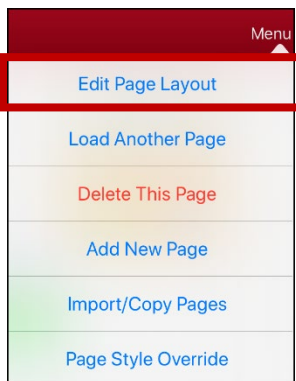 Menu
Edit Page Layout
Load Another Page
Delete This Page
Add New Page
Import/Copy Pages
Page Style Override